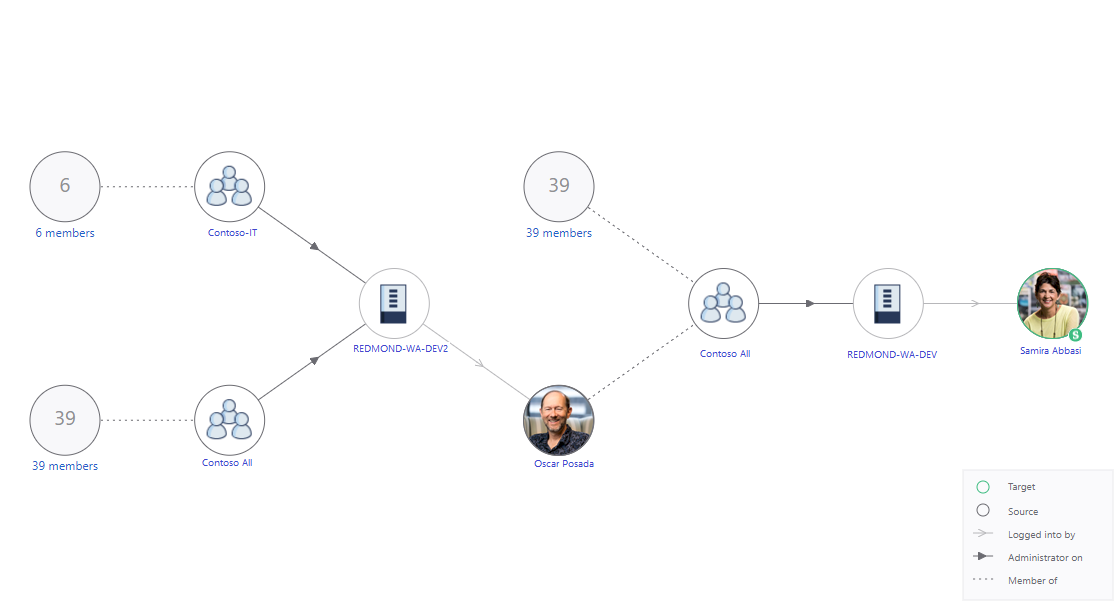 6
6 members
Contoso-IT
39
39 members
REDMOND-WA-DEV2
39
39 members
Contoso All
Oscar Posada
Contoso All
REDMOND-WA-DEV
S
Samira Abbasi
Target
Source
Logged into by
Administrator on
Member of